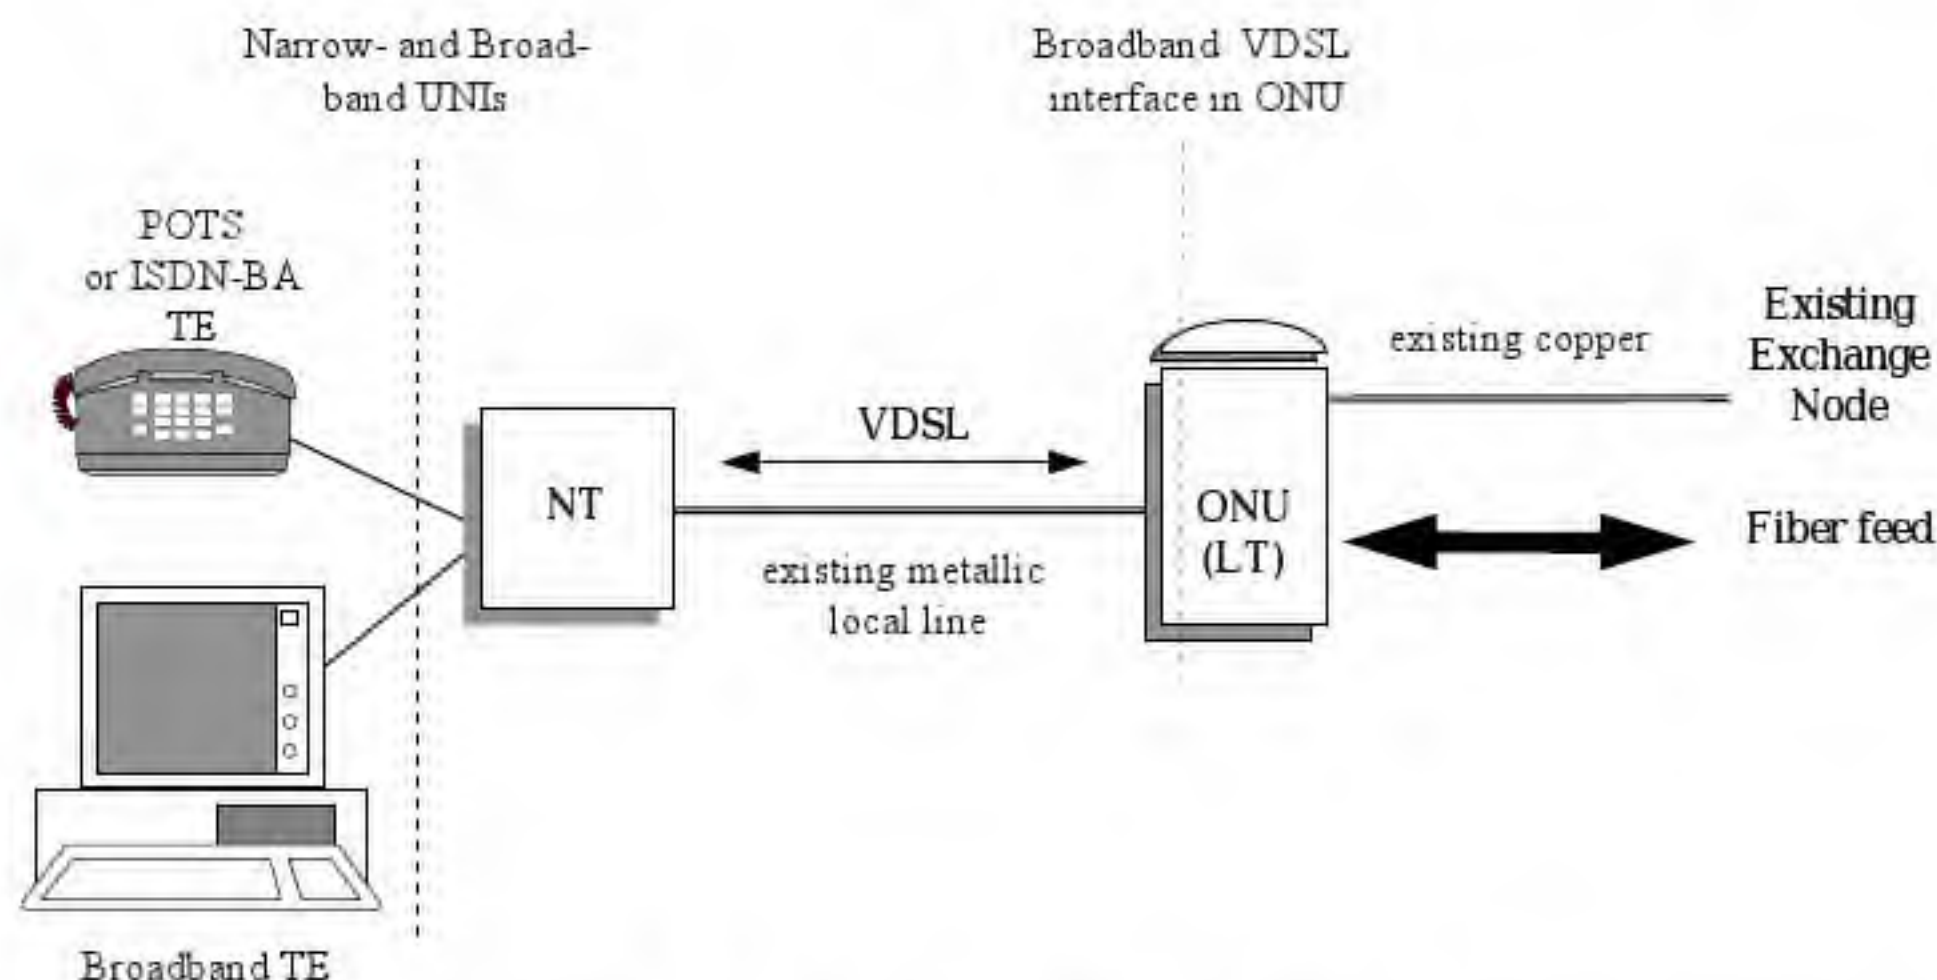 Narrow- and Broad-
band UNIs
Broadband VDSL
interface in ONU
POTS
or ISDN-BA
TE
existing copper
Existing
Exchange
Node
VDSL
NT
ONU
(LT)
Fiber feed
existing metallic
local line
Broadband TE